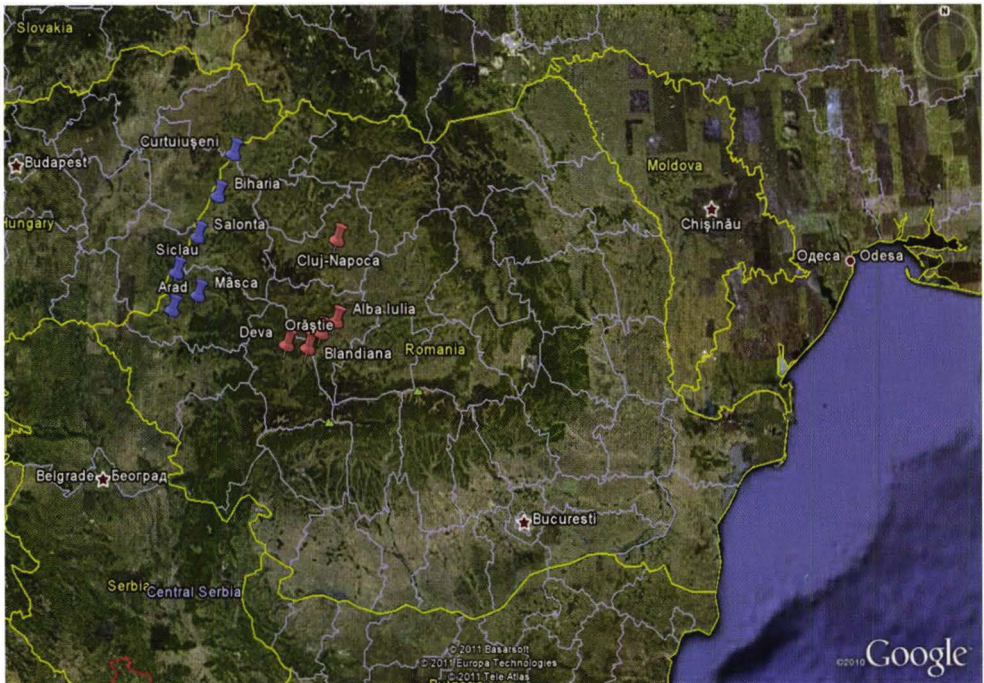 N
Slovakia
Curtuiuşeni
Budapest
Moldova
Biharia
Hungary
Salonta
Chişinău
Siclau
Cluj-Napoca
Одеса Odesa
Arad
Mâsca
Alba Iulia
Deva
Orăştie
Blandiana
Romania
Belgrade Београд
Bucuresti
Serbia
Central Serbia
© 2011 Basarsoft
© 2011 Europa Technologies
© 2011 Tele Atlas
©2010 Google